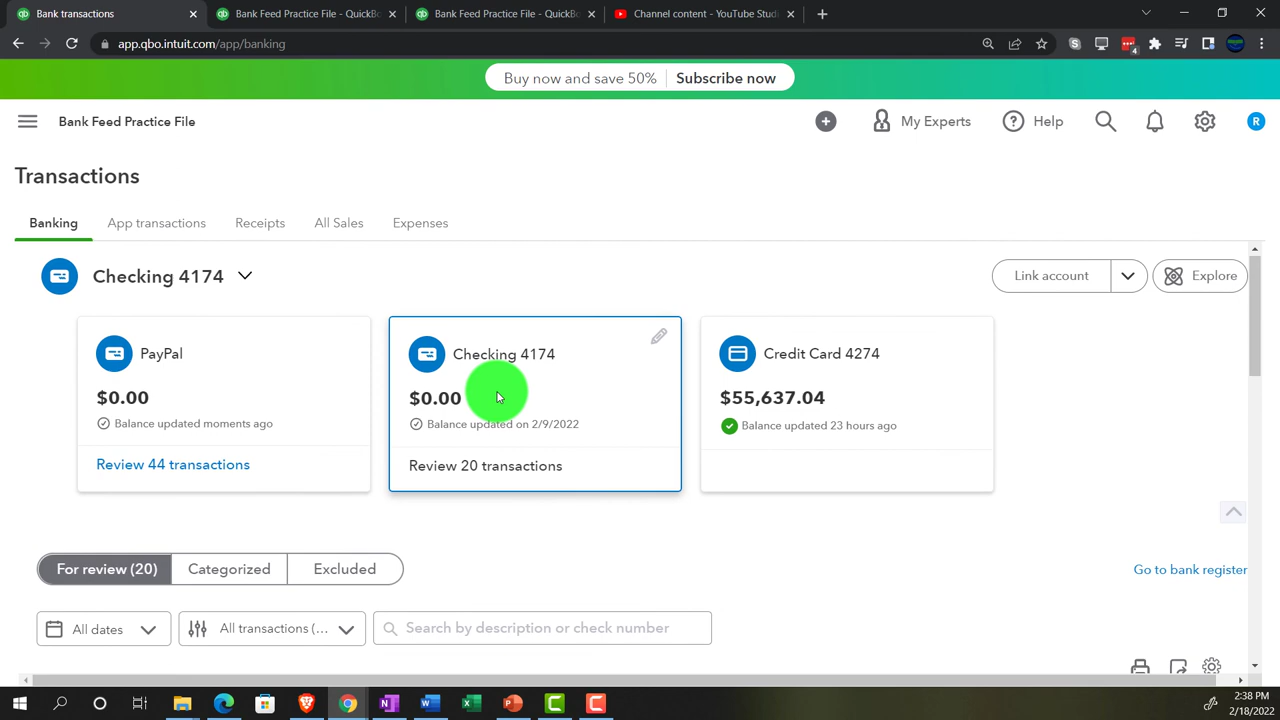 Bank transactions
Bank Feed Practice File - QuickBo
Bank Feed Practice File - QuickBo
Channel content - YouTube Studi
app.qbo.intuit.com/app/banking
4
Buy now and save 50% Subscribe now
Bank Feed Practice File
My Experts
Help
R
Transactions
Banking
App transactions
Receipts
All Sales
Expenses
Checking 4174
Link account
Explore
PayPal
$0.00
Balance updated moments ago
Review 44 transactions
Checking 4174
$0.00
Balance updated on 2/9/2022
Review 20 transactions
Credit Card 4274
$55,637.04
Balance updated 23 hours ago
For review (20)
Categorized
Excluded
Go to bank register
All dates
All transactions (...
Search by description or check number
2:38 PM
2/18/2022